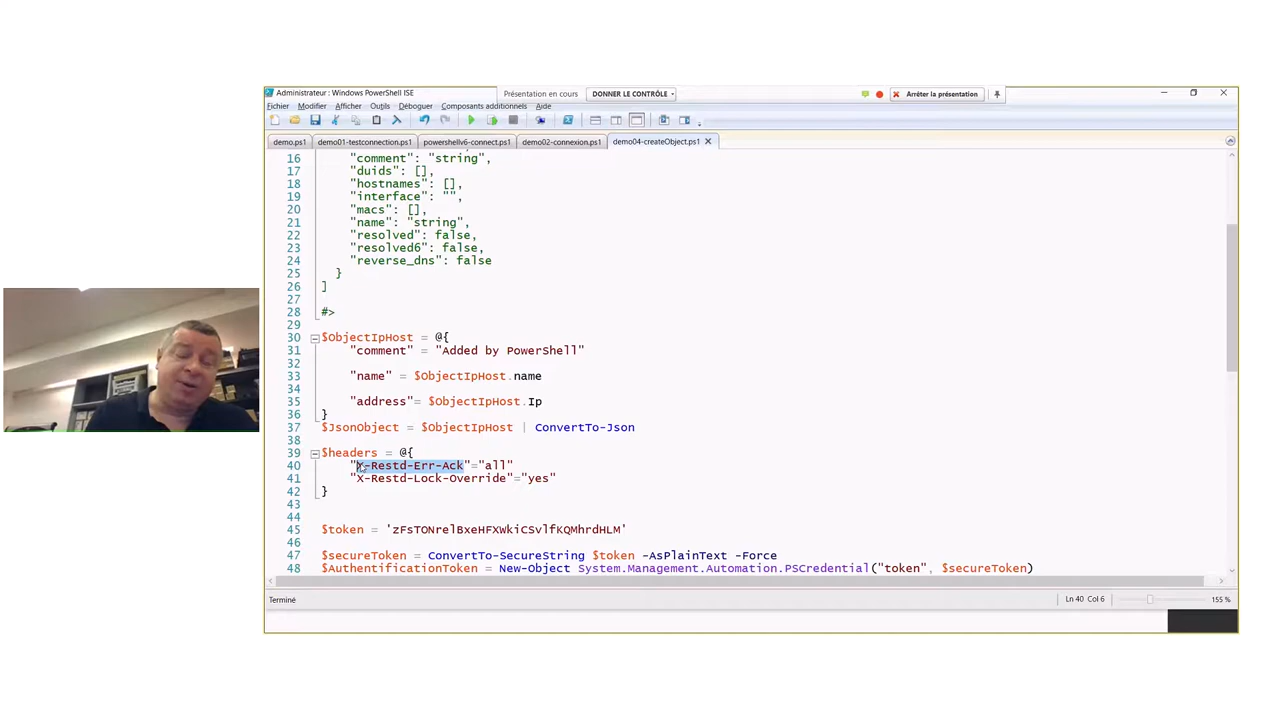 Administrateur : Windows PowerShell ISE
Présentation en cours
DONNER LE CONTRÔLE
Arrêter la présentation
Fichier Modifier Afficher Outils Déboguer Composants additionnels Aide
demo.ps1 demo01-testconnection.ps1 powershellv6-connect.ps1 demo02-connexion.ps1 demo04-createObject.ps1
16 "comment": "string",
17 "duids": [],
18 "hostnames": [],
19 "interface": "",
20 "macs": [],
21 "name": "string",
22 "resolved": false,
23 "resolved6": false,
24 "reverse_dns": false
25 }
26 ]
27
28 #>
29
30 $ObjectIpHost = @{
31 "comment" = "Added by PowerShell"
32
33 "name" = $ObjectIpHost.name
34
35 "address"= $ObjectIpHost.Ip
36 }
37 $JsonObject = $ObjectIpHost | ConvertTo-Json
38
39 $headers = @{
40 "X-Restd-Err-Ack"="all"
41 "X-Restd-Lock-Override"="yes"
42 }
43
44
45 $token = 'zFsTONrelBxeHFXWkiCSvlfKQMhrdHLM'
46
47 $secureToken = ConvertTo-SecureString $token -AsPlainText -Force
48 $AuthentificationToken = New-Object System.Management.Automation.PSCredential("token", $secureToken)
Terminé
Ln 40 Col 6
155 %